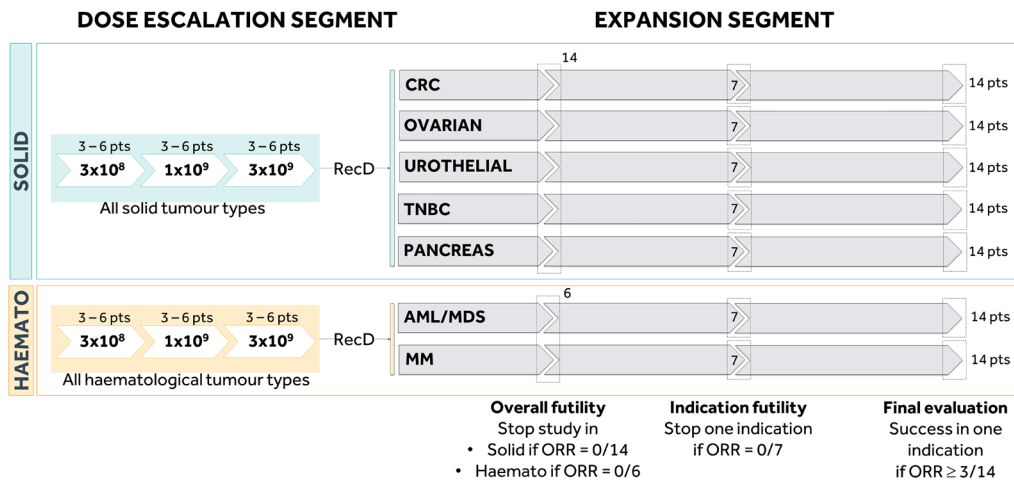 DOSE ESCALATION SEGMENT
EXPANSION SEGMENT
SOLID
3 – 6 pts 3 – 6 pts 3 – 6 pts
3x10⁸ 1x10⁹ 3x10⁹
All solid tumour types
RecD
14
CRC 7 14 pts
OVARIAN 7 14 pts
UROTHELIAL 7 14 pts
TNBC 7 14 pts
PANCREAS 7 14 pts
HAEMATO
3 – 6 pts 3 – 6 pts 3 – 6 pts
3x10⁸ 1x10⁹ 3x10⁹
All haematological tumour types
RecD
6
AML/MDS 7 14 pts
MM 7 14 pts
Overall futility
Stop study in
• Solid if ORR = 0/14
• Haemato if ORR = 0/6
Indication futility
Stop one indication
if ORR = 0/7
Final evaluation
Success in one
indication
if ORR ≥ 3/14